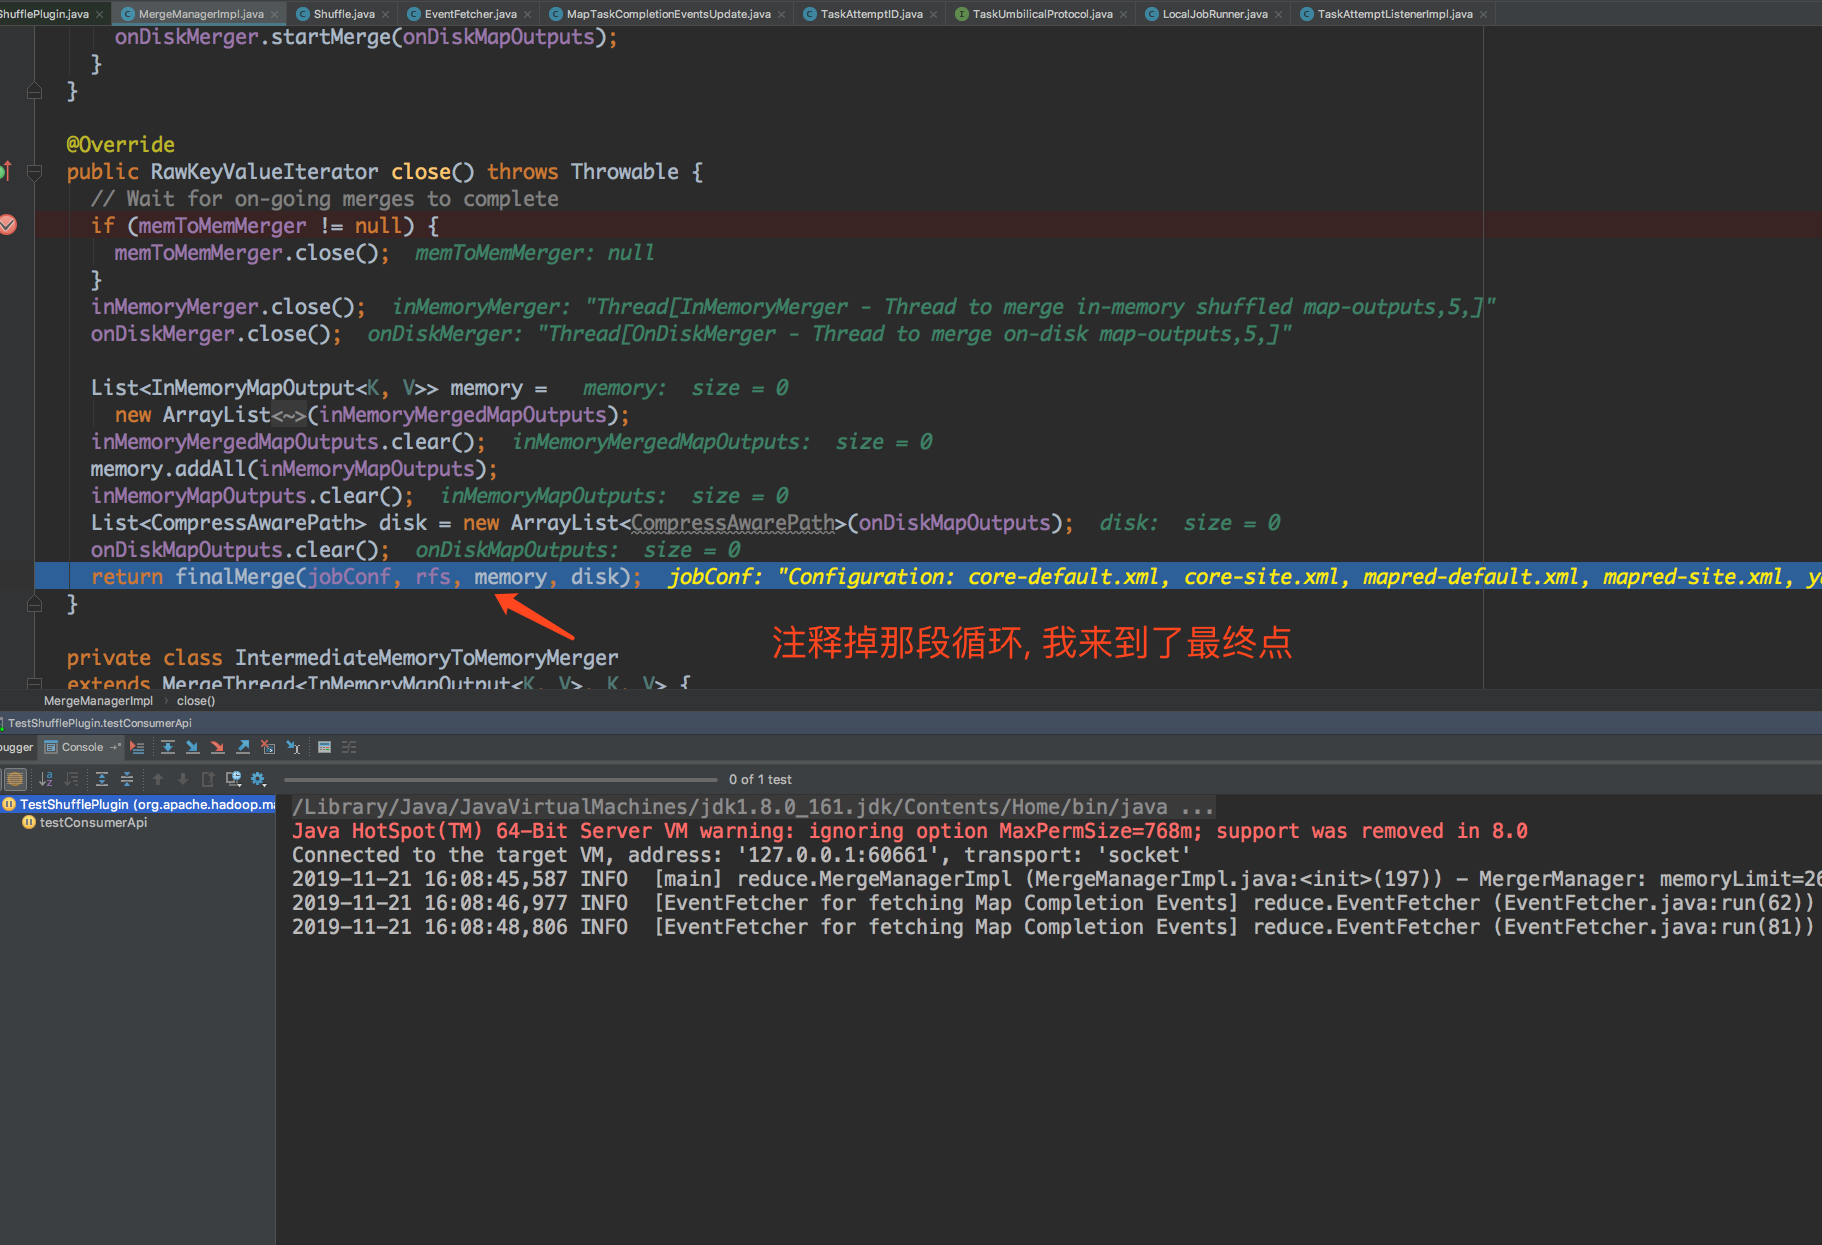 ShufflePlugin.java
MergeManagerImpl.java
Shuffle.java
EventFetcher.java
MapTaskCompletionEventsUpdate.java
TaskAttemptID.java
TaskUmbilicalProtocol.java
LocalJobRunner.java
TaskAttemptListenerImpl.java
onDiskMerger.startMerge(onDiskMapOutputs);
}
}
@Override
public RawKeyValueIterator close() throws Throwable {
// Wait for on-going merges to complete
if (memToMemMerger != null) {
memToMemMerger.close(); memToMemMerger: null
}
inMemoryMerger.close(); inMemoryMerger: "Thread[InMemoryMerger - Thread to merge in-memory shuffled map-outputs,5,]"
onDiskMerger.close(); onDiskMerger: "Thread[OnDiskMerger - Thread to merge on-disk map-outputs,5,]"
List<InMemoryMapOutput<K, V>> memory = memory: size = 0
new ArrayList<~>(inMemoryMergedMapOutputs);
inMemoryMergedMapOutputs.clear(); inMemoryMergedMapOutputs: size = 0
memory.addAll(inMemoryMapOutputs);
inMemoryMapOutputs.clear(); inMemoryMapOutputs: size = 0
List<CompressAwarePath> disk = new ArrayList<CompressAwarePath>(onDiskMapOutputs); disk: size = 0
onDiskMapOutputs.clear(); onDiskMapOutputs: size = 0
return finalMerge(jobConf, rfs, memory, disk); jobConf: "Configuration: core-default.xml, core-site.xml, mapred-default.xml, mapred-site.xml, y
}
注释掉那段循环, 我来到了最终点
private class IntermediateMemoryToMemoryMerger
extends MergeThread<InMemoryMapOutput<K, V>, K, V> {
MergeManagerImpl › close()
TestShufflePlugin.testConsumerApi
bugger Console
0 of 1 test
TestShufflePlugin (org.apache.hadoop.ma
testConsumerApi
/Library/Java/JavaVirtualMachines/jdk1.8.0_161.jdk/Contents/Home/bin/java ...
Java HotSpot(TM) 64-Bit Server VM warning: ignoring option MaxPermSize=768m; support was removed in 8.0
Connected to the target VM, address: '127.0.0.1:60661', transport: 'socket'
2019-11-21 16:08:45,587 INFO [main] reduce.MergeManagerImpl (MergeManagerImpl.java:<init>(197)) - MergerManager: memoryLimit=26
2019-11-21 16:08:46,977 INFO [EventFetcher for fetching Map Completion Events] reduce.EventFetcher (EventFetcher.java:run(62))
2019-11-21 16:08:48,806 INFO [EventFetcher for fetching Map Completion Events] reduce.EventFetcher (EventFetcher.java:run(81))